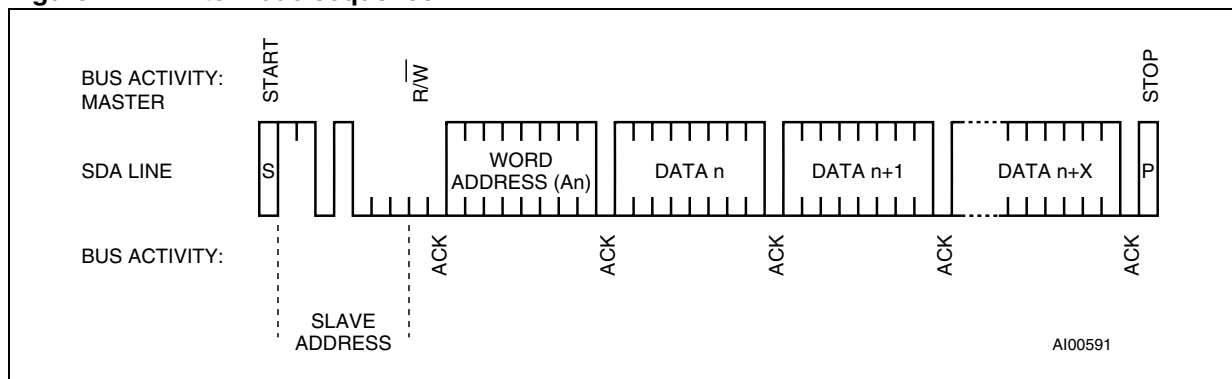 BUS ACTIVITY:
MASTER
START
R/W
STOP
SDA LINE
S
WORD
ADDRESS (An)
DATA n
DATA n+1
DATA n+X
P
BUS ACTIVITY:
ACK
ACK
ACK
ACK
ACK
SLAVE
ADDRESS
AI00591